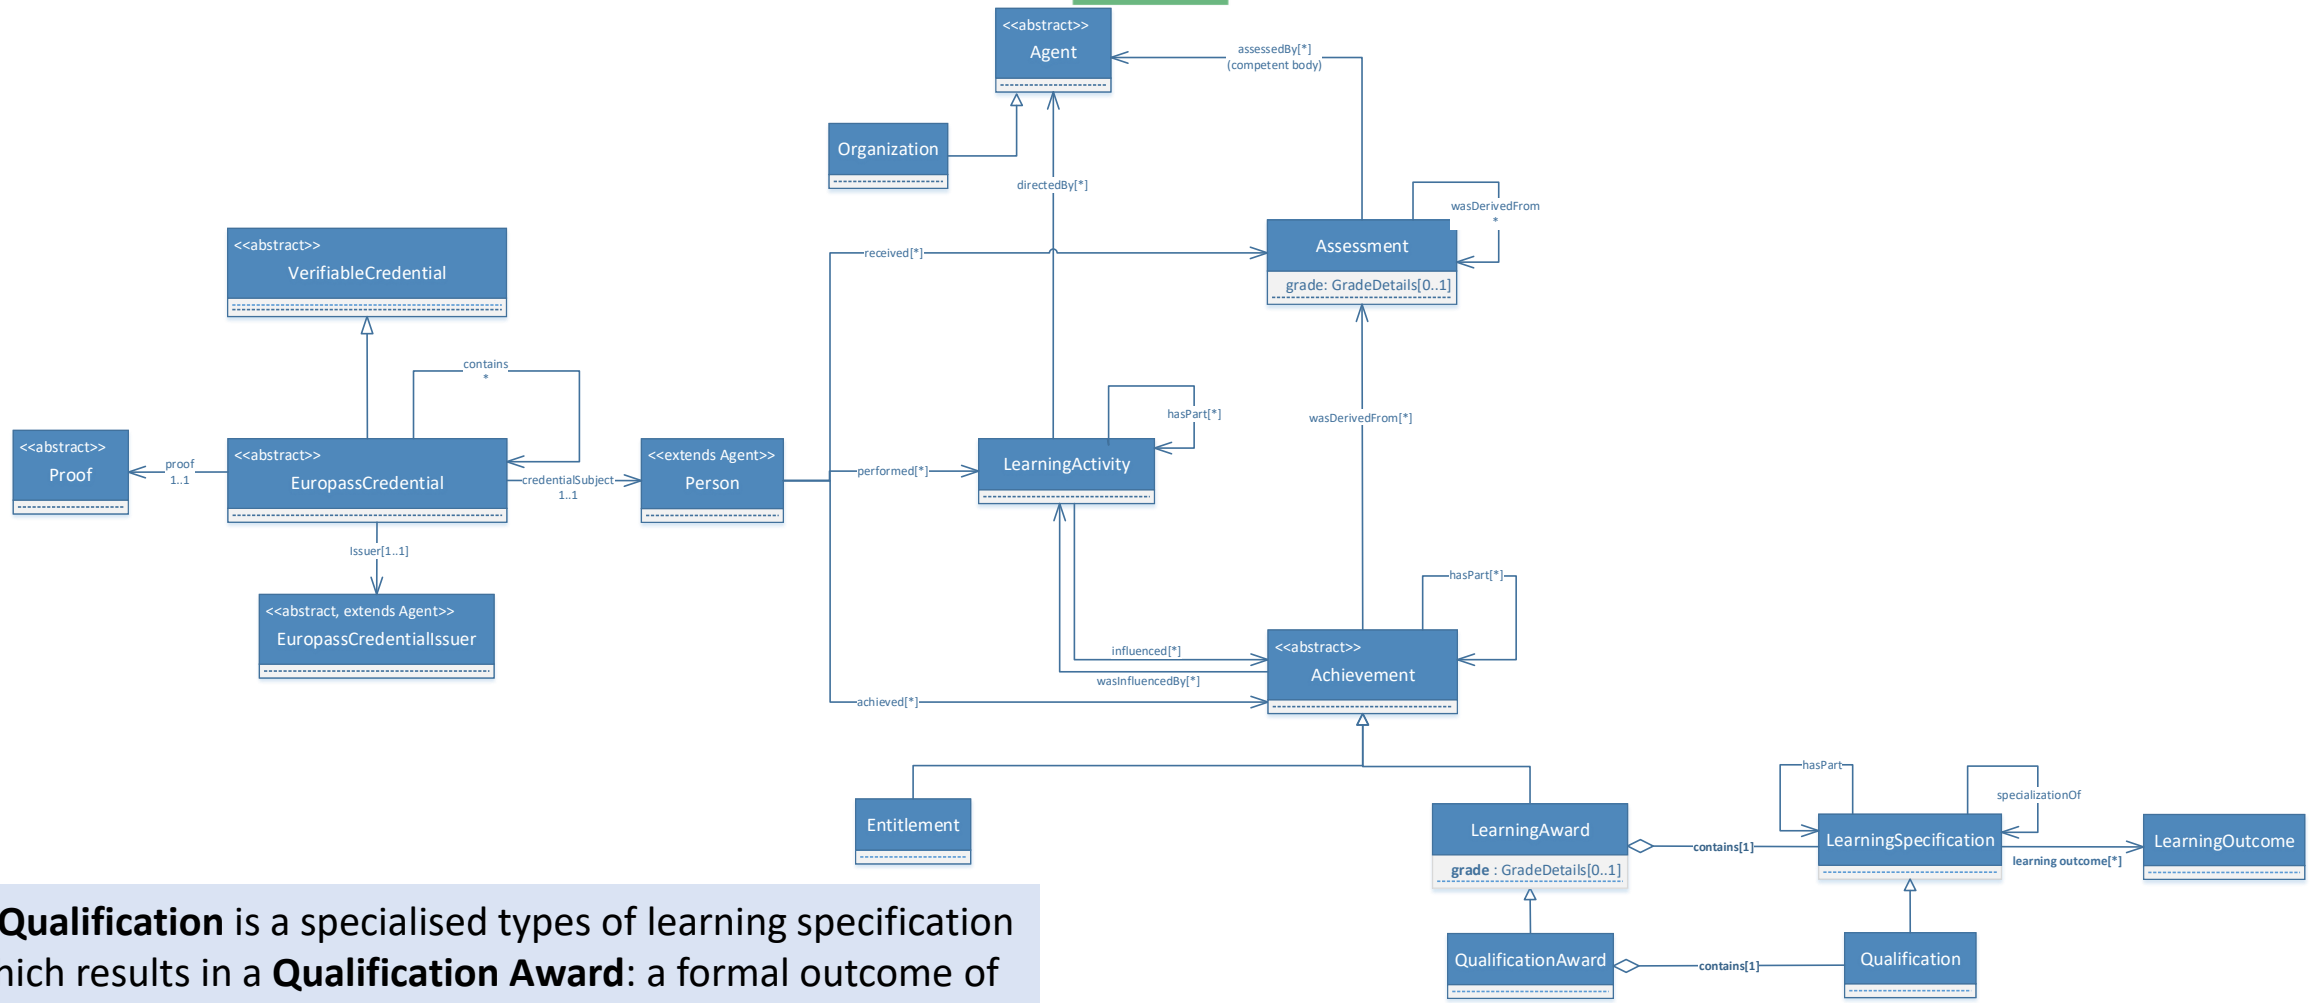 <<abstract>>
Agent
assessedBy[*]
(competent body)
Organization
directedBy[*]
wasDerivedFrom
*
<<abstract>>
VerifiableCredential
received[*]
Assessment
grade: GradeDetails[0..1]
contains
*
hasPart[*]
wasDerivedFrom[*]
<<abstract>>
Proof
proof
1..1
<<abstract>>
EuropassCredential
credentialSubject
1..1
<<extends Agent>>
Person
performed[*]
LearningActivity
Issuer[1..1]
<<abstract, extends Agent>>
EuropassCredentialIssuer
hasPart[*]
influenced[*]
wasInfluencedBy[*]
achieved[*]
<<abstract>>
Achievement
Entitlement
LearningAward
grade : GradeDetails[0..1]
contains[1]
hasPart
specializationOf
LearningSpecification
learning outcome[*]
LearningOutcome
QualificationAward
contains[1]
Qualification
Qualification is a specialised types of learning specification
hich results in a Qualification Award: a formal outcome of